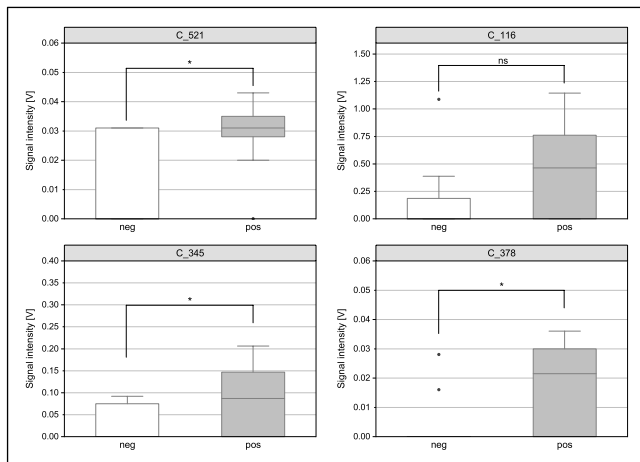 C_521
Signal intensity [V]
0.06
0.05
0.04
0.03
0.02
0.01
0.00
*
neg
pos
C_116
Signal intensity [V]
1.50
1.25
1.00
0.75
0.50
0.25
0.00
ns
neg
pos
C_345
Signal intensity [V]
0.40
0.35
0.30
0.25
0.20
0.15
0.10
0.05
0.00
*
neg
pos
C_378
Signal intensity [V]
0.06
0.05
0.04
0.03
0.02
0.01
0.00
*
neg
pos